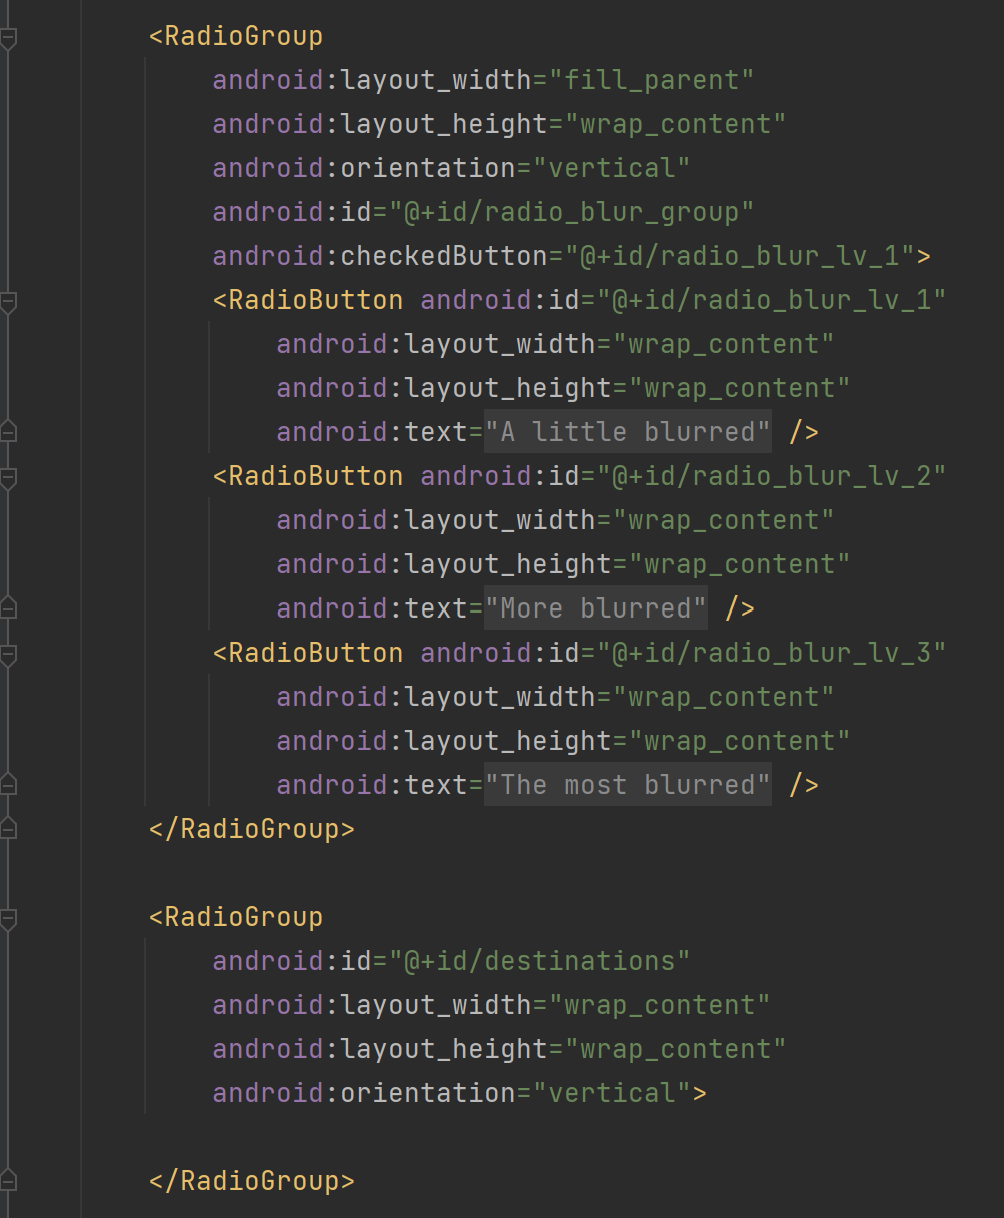 <RadioGroup
android:layout_width="fill_parent"
android:layout_height="wrap_content"
android:orientation="vertical"
android:id="@+id/radio_blur_group"
android:checkedButton="@+id/radio_blur_lv_1">
<RadioButton android:id="@+id/radio_blur_lv_1"
android:layout_width="wrap_content"
android:layout_height="wrap_content"
android:text="A little blurred" />
<RadioButton android:id="@+id/radio_blur_lv_2"
android:layout_width="wrap_content"
android:layout_height="wrap_content"
android:text="More blurred" />
<RadioButton android:id="@+id/radio_blur_lv_3"
android:layout_width="wrap_content"
android:layout_height="wrap_content"
android:text="The most blurred" />
</RadioGroup>
<RadioGroup
android:id="@+id/destinations"
android:layout_width="wrap_content"
android:layout_height="wrap_content"
android:orientation="vertical">
</RadioGroup>